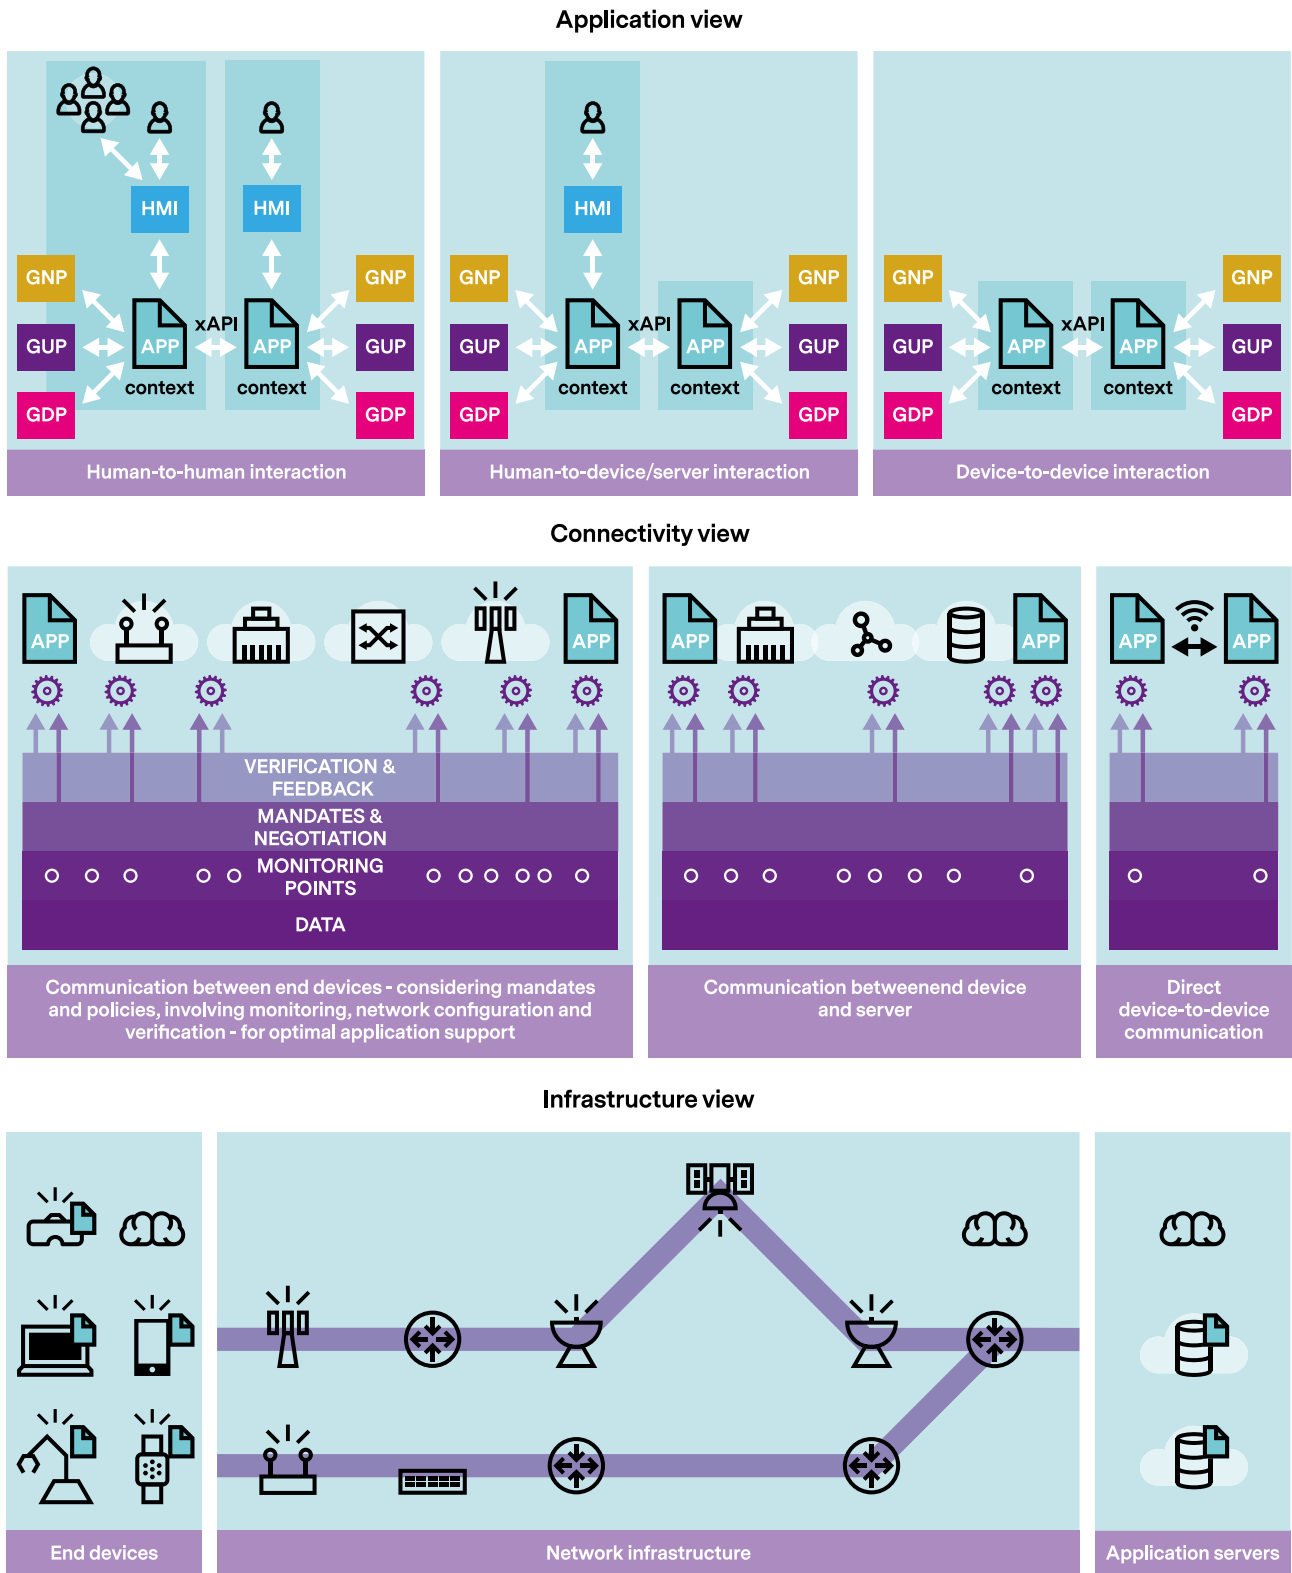 Application view
HMI
HMI
GNP
GNP
xAPI
GUP
APP
APP
GUP
context
context
GDP
GDP
Human-to-human interaction
HMI
GNP
GNP
xAPI
GUP
APP
APP
GUP
context
context
GDP
GDP
Human-to-device/server interaction
GNP
GNP
xAPI
GUP
APP
APP
GUP
context
context
GDP
GDP
Device-to-device interaction
Connectivity view
APP
APP
VERIFICATION &
FEEDBACK
MANDATES &
NEGOTIATION
MONITORING
POINTS
DATA
Communication between end devices - considering mandates
and policies, involving monitoring, network configuration and
verification - for optimal application support
APP
APP
Communication betweenend device
and server
APP
APP
Direct
device-to-device
communication
Infrastructure view
End devices
Network infrastructure
Application servers